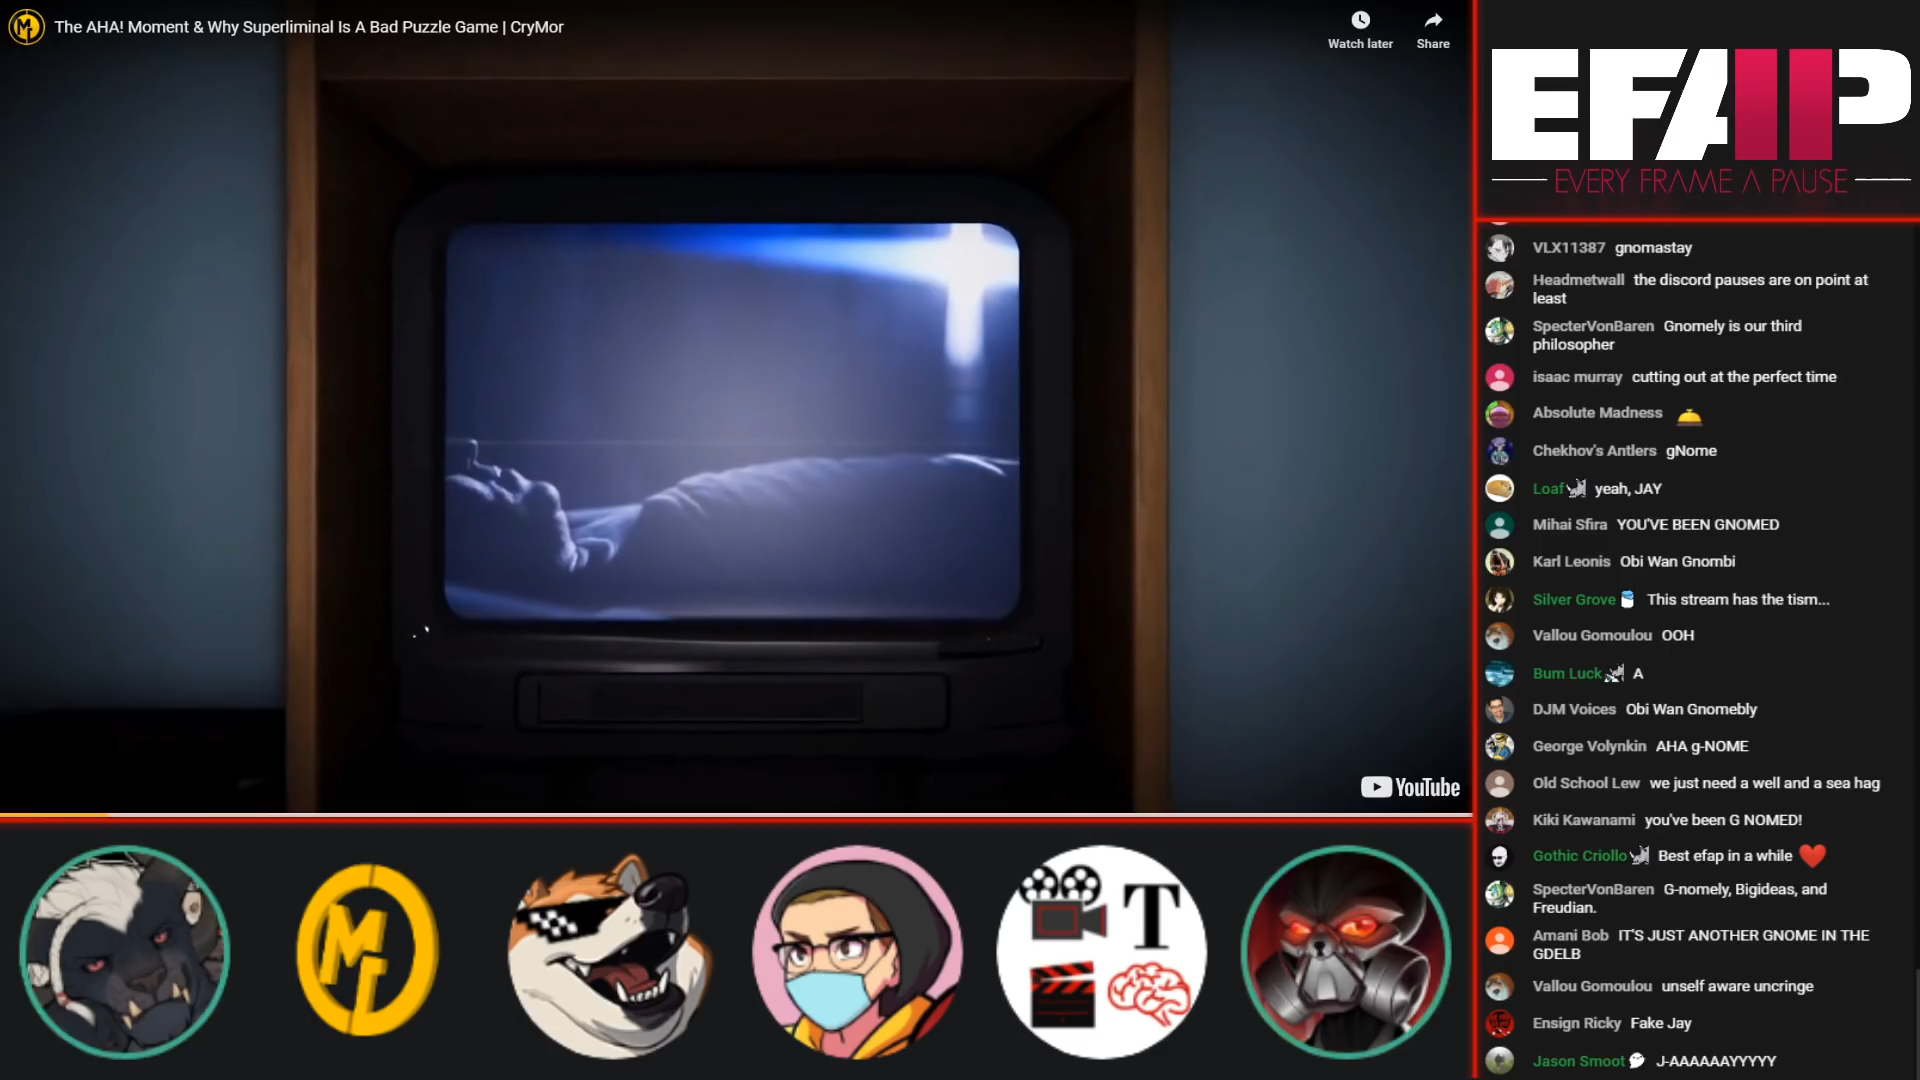 The AHA! Moment & Why Superliminal Is A Bad Puzzle Game | CryMor
Watch later
Share
YouTube
EFAP
EVERY FRAME A PAUSE
VLX11387 gnomastay
Headmetwall the discord pauses are on point at
least
SpecterVonBaren Gnomely is our third
philosopher
isaac murray cutting out at the perfect time
Absolute Madness
Chekhov's Antlers gNome
Loaf yeah, JAY
Mihai Sfira YOU'VE BEEN GNOMED
Karl Leonis Obi Wan Gnombi
Silver Grove This stream has the tism...
Vallou Gomoulou OOH
Bum Luck A
DJM Voices Obi Wan Gnomebly
George Volynkin AHA g-NOME
Old School Lew we just need a well and a sea hag
Kiki Kawanami you've been G NOMED!
Gothic Criollo Best efap in a while
SpecterVonBaren G-nomely, Bigideas, and
Freudian.
Amani Bob IT'S JUST ANOTHER GNOME IN THE
GDELB
Vallou Gomoulou unself aware uncringe
Ensign Ricky Fake Jay
Jason Smoot J-AAAAAAYYYYY
T